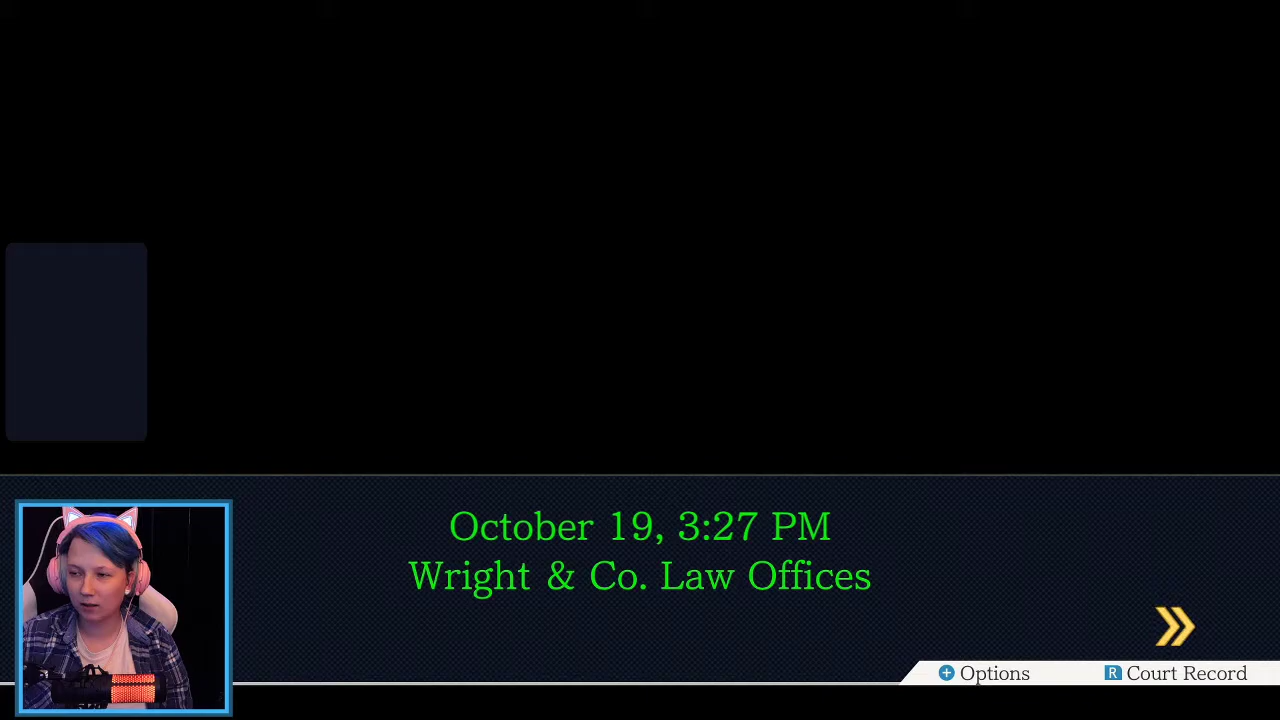 October 19, 3:27 PM
Wright & Co. Law Offices
+ Options
R Court Record